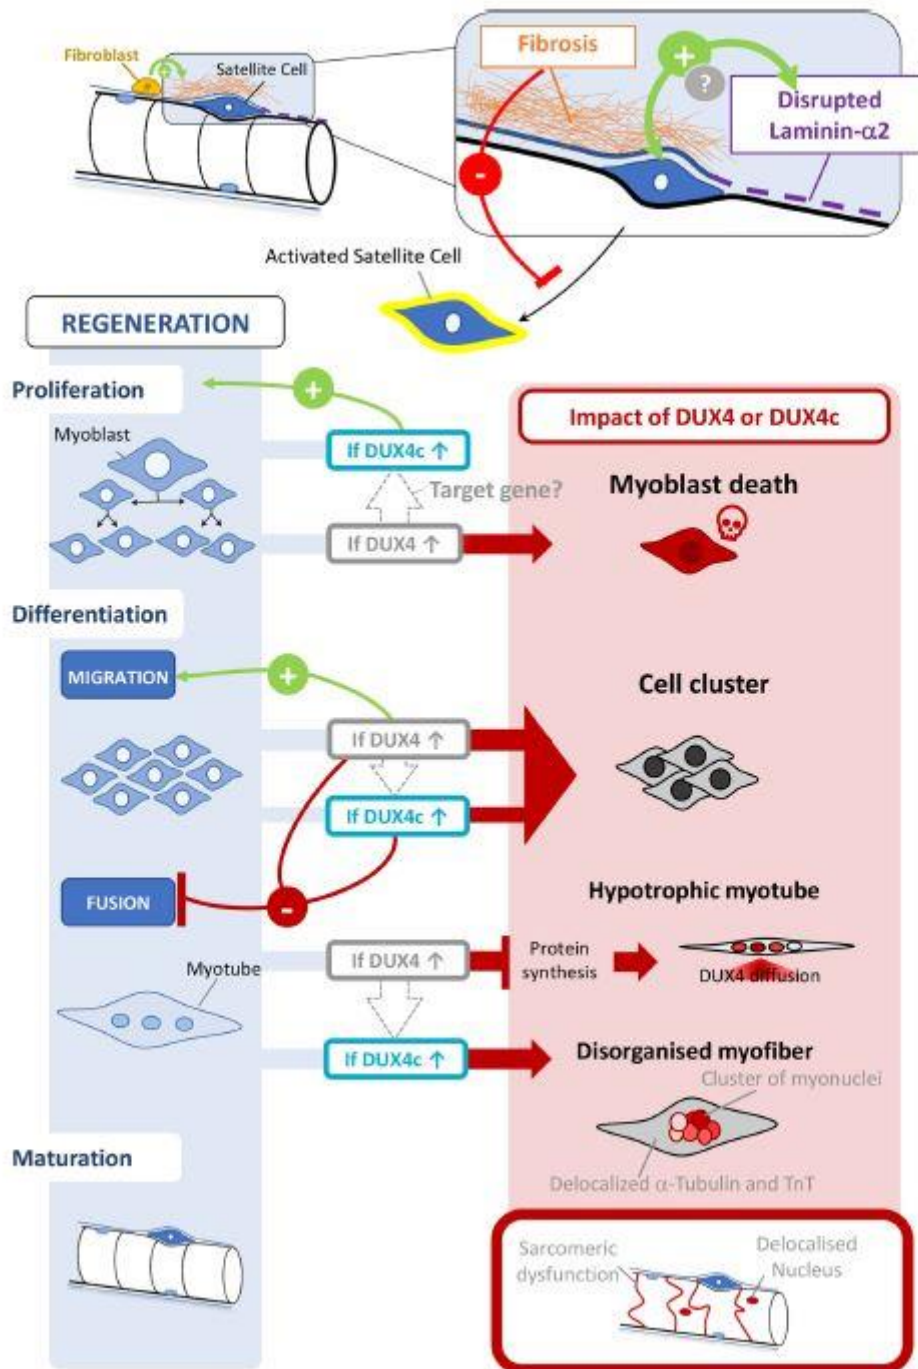 Fibroblast
Satellite Cell
Fibrosis
+
+
?
Disrupted
Laminin-α2
-
Activated Satellite Cell
REGENERATION
Proliferation
+
Impact of DUX4 or DUX4c
Myoblast
If DUX4c ↑
Target gene?
Myoblast death
If DUX4 ↑
Differentiation
MIGRATION
+
Cell cluster
If DUX4 ↑
If DUX4c ↑
FUSION
-
Hypotrophic myotube
If DUX4 ↑
Protein
synthesis
DUX4 diffusion
Myotube
If DUX4c ↑
Disorganised myofiber
Cluster of myonuclei
Delocalized α-Tubulin and TnT
Maturation
Sarcomeric
dysfunction
Delocalised
Nucleus